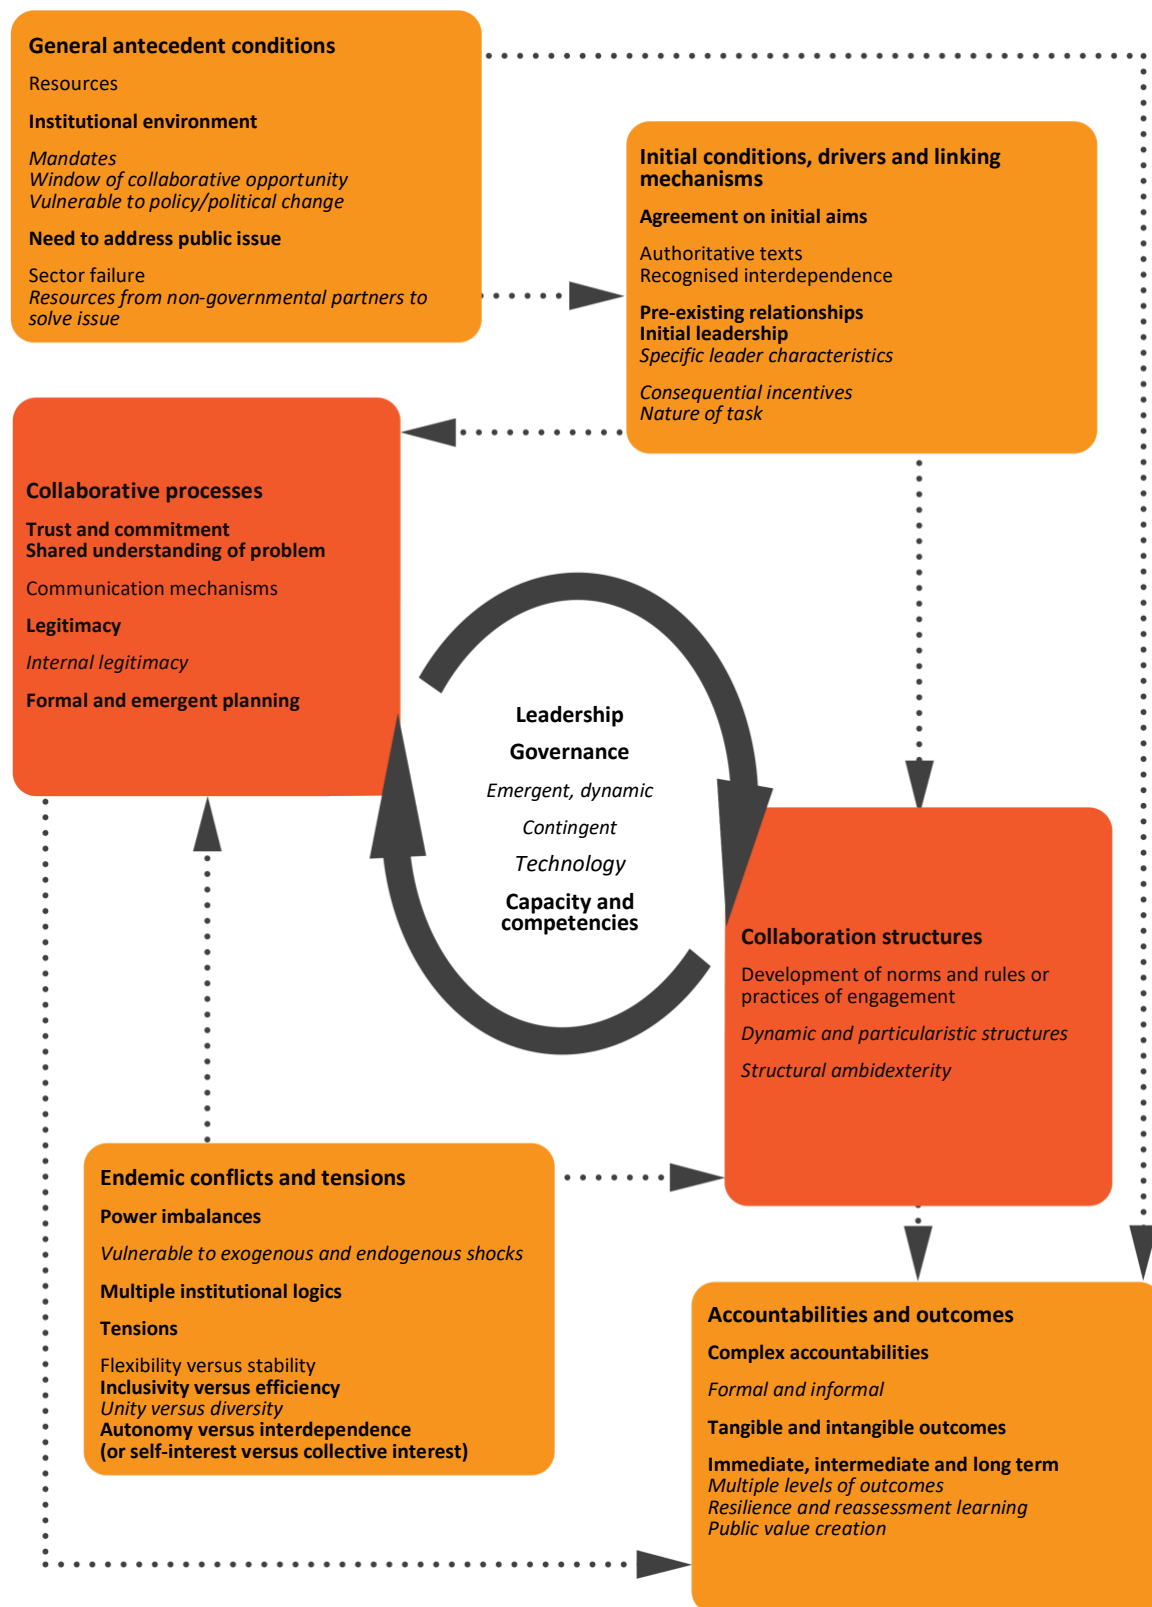 General antecedent conditions
Resources
Institutional environment
Mandates
Window of collaborative opportunity
Vulnerable to policy/political change
Need to address public issue
Sector failure
Resources from non-governmental partners to
solve issue
Initial conditions, drivers and linking
mechanisms
Agreement on initial aims
Authoritative texts
Recognised interdependence
Pre-existing relationships
Initial leadership
Specific leader characteristics
Consequential incentives
Nature of task
Collaborative processes
Trust and commitment
Shared understanding of problem
Communication mechanisms
Legitimacy
Internal legitimacy
Formal and emergent planning
Leadership
Governance
Emergent, dynamic
Contingent
Technology
Capacity and
competencies
Collaboration structures
Development of norms and rules or
practices of engagement
Dynamic and particularistic structures
Structural ambidexterity
Endemic conflicts and tensions
Power imbalances
Vulnerable to exogenous and endogenous shocks
Multiple institutional logics
Tensions
Flexibility versus stability
Inclusivity versus efficiency
Unity versus diversity
Autonomy versus interdependence
(or self-interest versus collective interest)
Accountabilities and outcomes
Complex accountabilities
Formal and informal
Tangible and intangible outcomes
Immediate, intermediate and long term
Multiple levels of outcomes
Resilience and reassessment learning
Public value creation